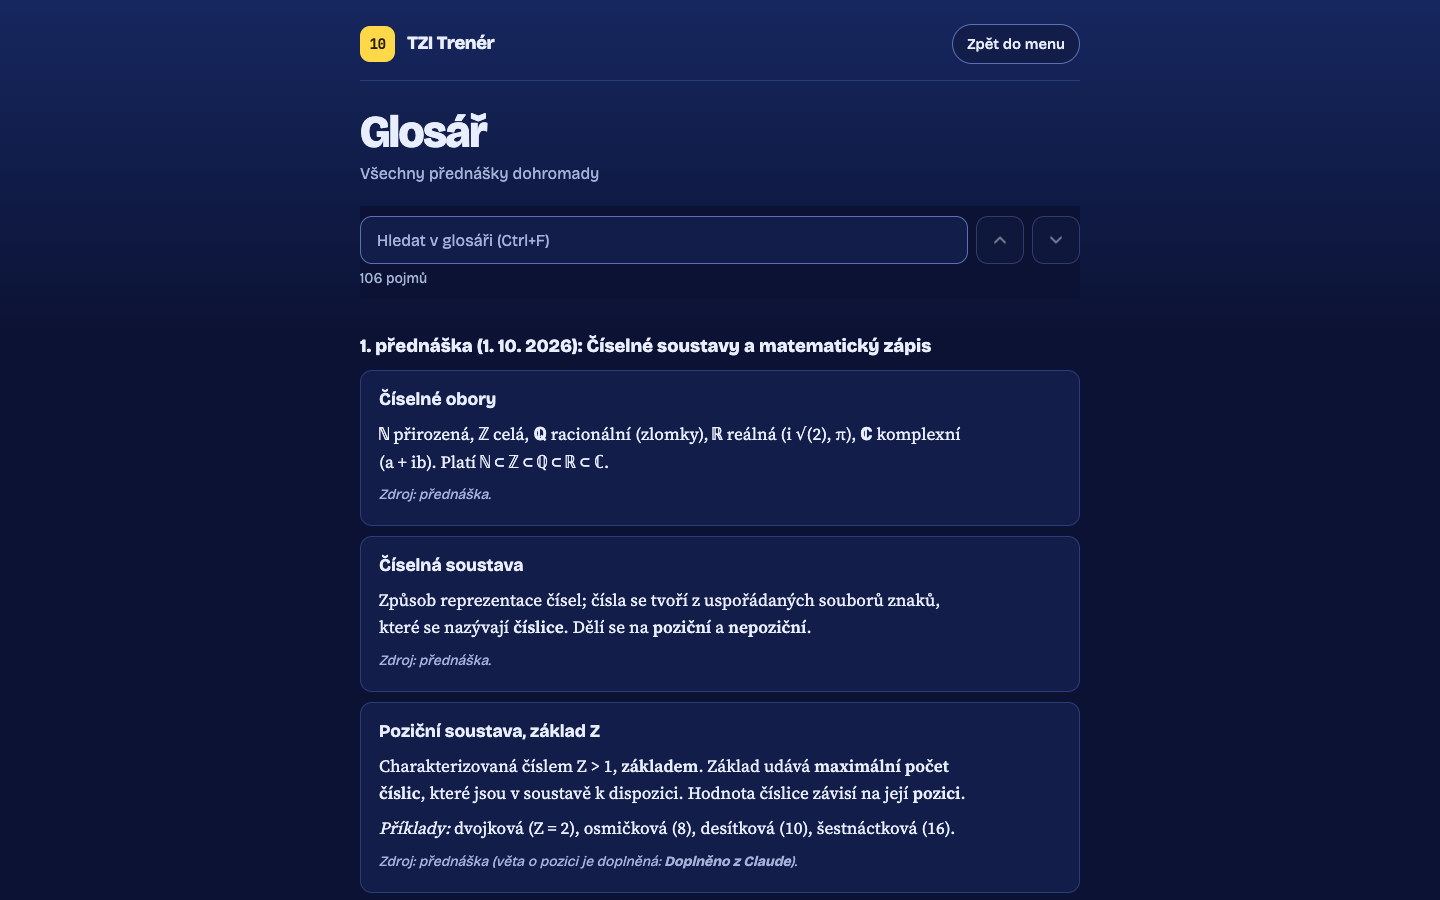 10 TZI Trenér
Zpět do menu
Glosář
Všechny přednášky dohromady
Hledat v glosáři (Ctrl+F)
106 pojmů
1. přednáška (1. 10. 2026): Číselné soustavy a matematický zápis
Číselné obory
ℕ přirozená, ℤ celá, ℚ racionální (zlomky), ℝ reálná (i √(2), π), ℂ komplexní
(a + ib). Platí ℕ ⊂ ℤ ⊂ ℚ ⊂ ℝ ⊂ ℂ.
Zdroj: přednáška.
Číselná soustava
Způsob reprezentace čísel; čísla se tvoří z uspořádaných souborů znaků,
které se nazývají číslice. Dělí se na poziční a nepoziční.
Zdroj: přednáška.
Poziční soustava, základ Z
Charakterizovaná číslem Z > 1, základem. Základ udává maximální počet
číslic, které jsou v soustavě k dispozici. Hodnota číslice závisí na její pozici.
Příklady: dvojková (Z = 2), osmičková (8), desítková (10), šestnáctková (16).
Zdroj: přednáška (věta o pozici je doplněná: Doplněno z Claude).